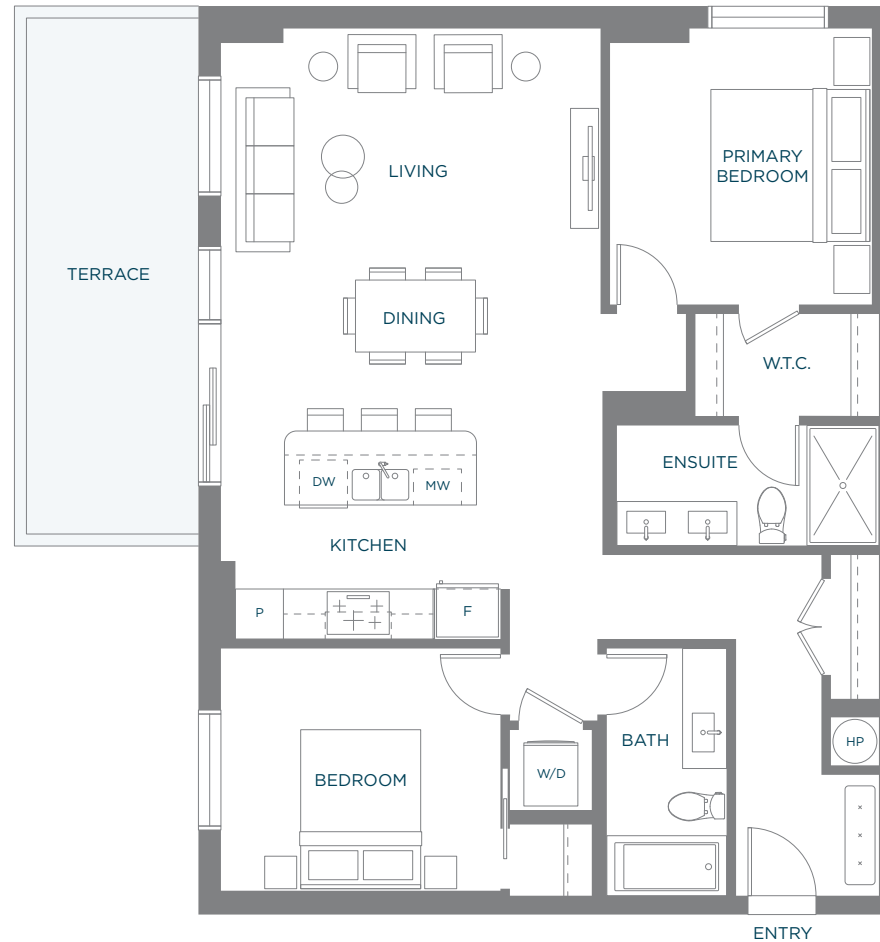 LIVING
PRIMARY
BEDROOM
TERRACE
DINING
W.T.C.
ENSUITE
DW
MW
KITCHEN
P
F
BATH
HP
W/D
BEDROOM
ENTRY